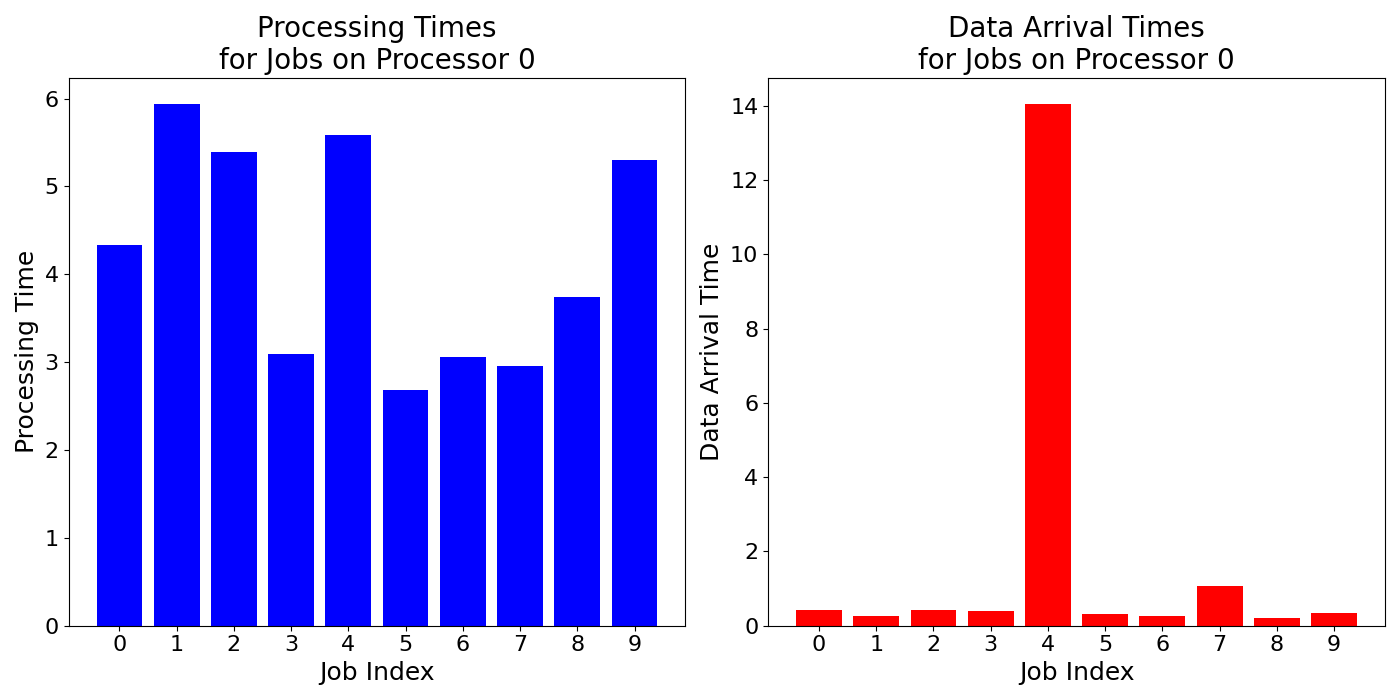 Processing Times
for Jobs on Processor 0
Processing Time
6
5
4
3
2
1
0
0 1 2 3 4 5 6 7 8 9
Job Index
Data Arrival Times
for Jobs on Processor 0
Data Arrival Time
14
12
10
8
6
4
2
0
0 1 2 3 4 5 6 7 8 9
Job Index